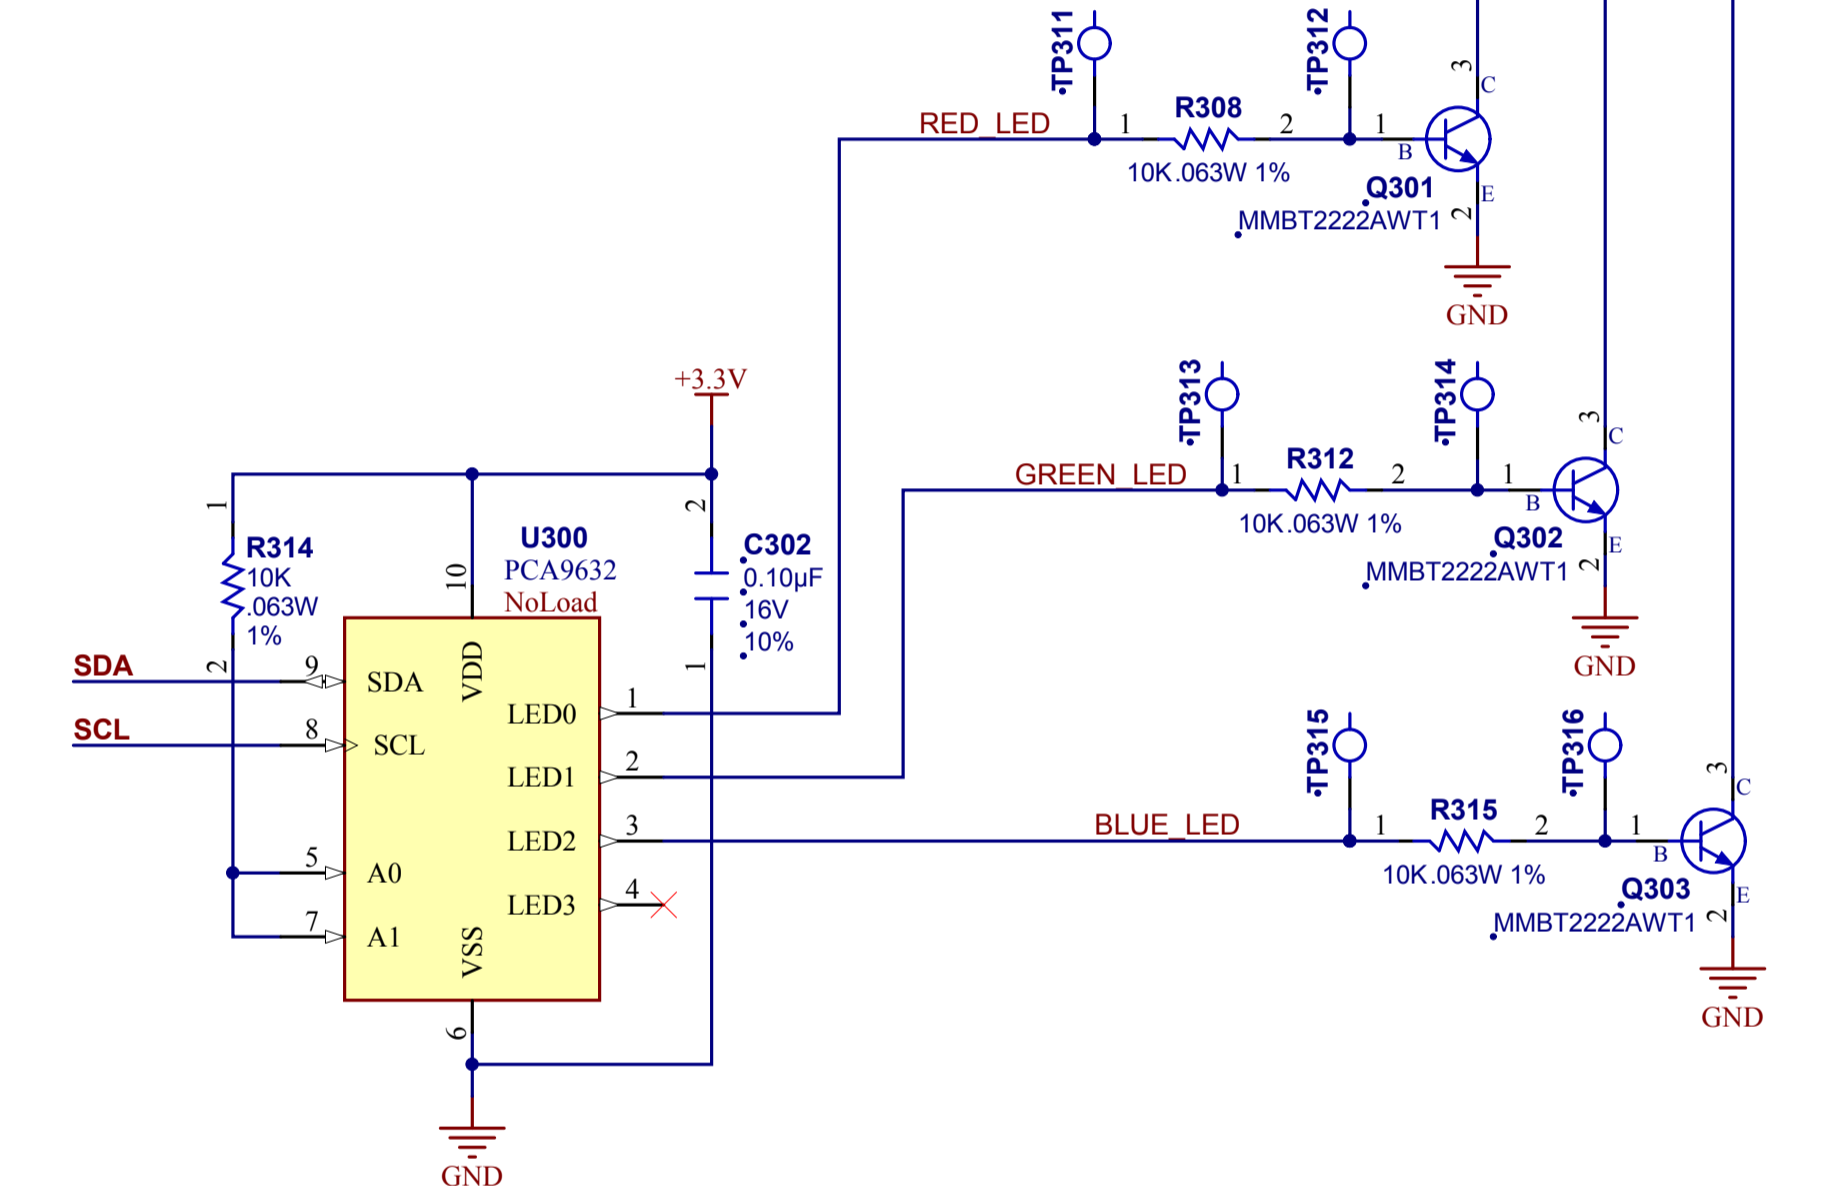 TP311
TP312
3
C
RED_LED
1
R308
2
1
B
10K .063W 1%
Q301
E
2
MMBT2222AWT1
GND
+3.3V
TP313
TP314
3
C
GREEN_LED
1
R312
2
1
B
10K .063W 1%
Q302
E
2
MMBT2222AWT1
GND
1
R314
10K
.063W
1%
2
10
U300
PCA9632
NoLoad
2
C302
0.10µF
16V
10%
1
SDA
9
SDA
VDD
SCL
8
SCL
LED0
1
LED1
2
LED2
3
LED3
4
5
A0
7
A1
VSS
6
GND
TP315
TP316
3
C
BLUE_LED
1
R315
2
1
B
10K .063W 1%
Q303
E
2
MMBT2222AWT1
GND